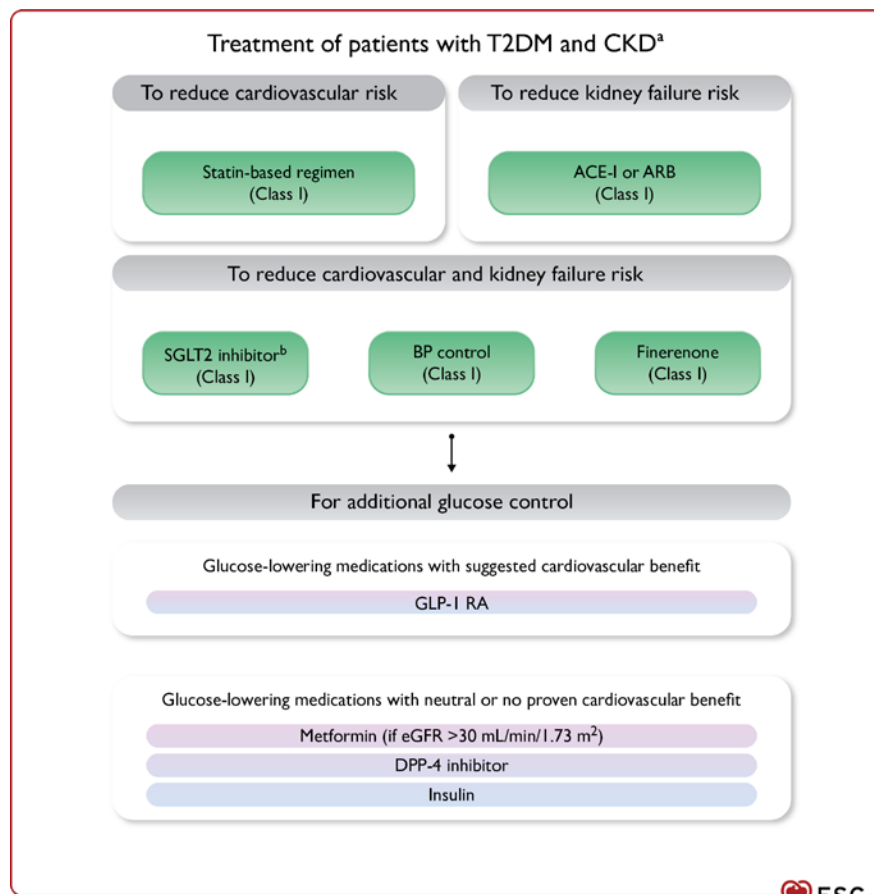 Treatment of patients with T2DM and CKDᵃ
To reduce cardiovascular risk
To reduce kidney failure risk
Statin-based regimen
(Class I)
ACE-I or ARB
(Class I)
To reduce cardiovascular and kidney failure risk
SGLT2 inhibitorᵇ
(Class I)
BP control
(Class I)
Finerenone
(Class I)
For additional glucose control
Glucose-lowering medications with suggested cardiovascular benefit
GLP-1 RA
Glucose-lowering medications with neutral or no proven cardiovascular benefit
Metformin (if eGFR >30 mL/min/1.73 m²)
DPP-4 inhibitor
Insulin
ESC